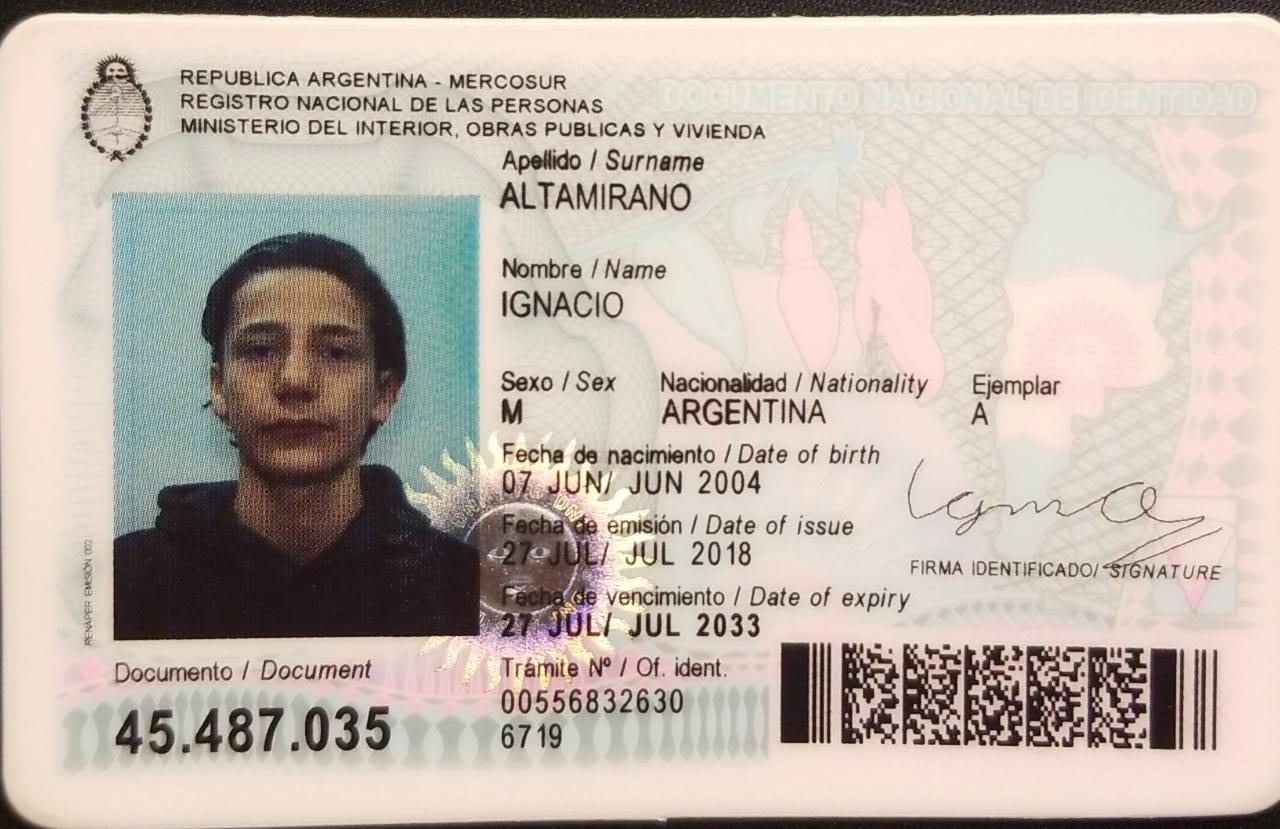 REPUBLICA ARGENTINA - MERCOSUR
REGISTRO NACIONAL DE LAS PERSONAS
MINISTERIO DEL INTERIOR, OBRAS PUBLICAS Y VIVIENDA
DOCUMENTO NACIONAL DE IDENTIDAD
Apellido / Surname
ALTAMIRANO
Nombre / Name
IGNACIO
Sexo / Sex Nacionalidad / Nationality Ejemplar
M ARGENTINA A
Fecha de nacimiento / Date of birth
07 JUN/ JUN 2004
Fecha de emisión / Date of issue
27 JUL/ JUL 2018
Fecha de vencimiento / Date of expiry
27 JUL/ JUL 2033
FIRMA IDENTIFICADO/ SIGNATURE
RENAPER EMISIÓN 002
Documento / Document
45.487.035
Trámite Nº / Of. ident.
00556832630
6719